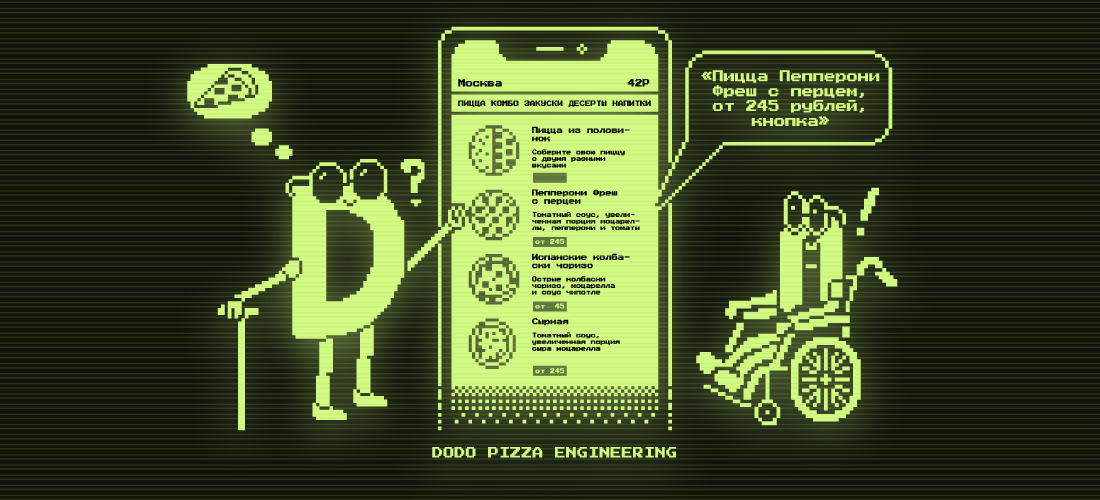 Москва 42₽
ПИЦЦА КОМБО ЗАКУСКИ ДЕСЕРТЫ НАПИТКИ
Пицца из полови-
нок
Соберите свою пиццу
с двумя разными
вкусами
Пепперони Фреш
с перцем
Томатный соус, увели-
ченная порция моцарел-
лы, пепперони и томаты
от 245
Испанские колба-
ски чоризо
Острые колбаски
чоризо, моцарелла
и соус чипотле
от 45
Сырная
Томатный соус,
увеличенная порция
сыра моцарелла
от 245
«Пицца Пепперони
Фреш с перцем,
от 245 рублей,
кнопка»
D
?
!
DODO PIZZA ENGINEERING